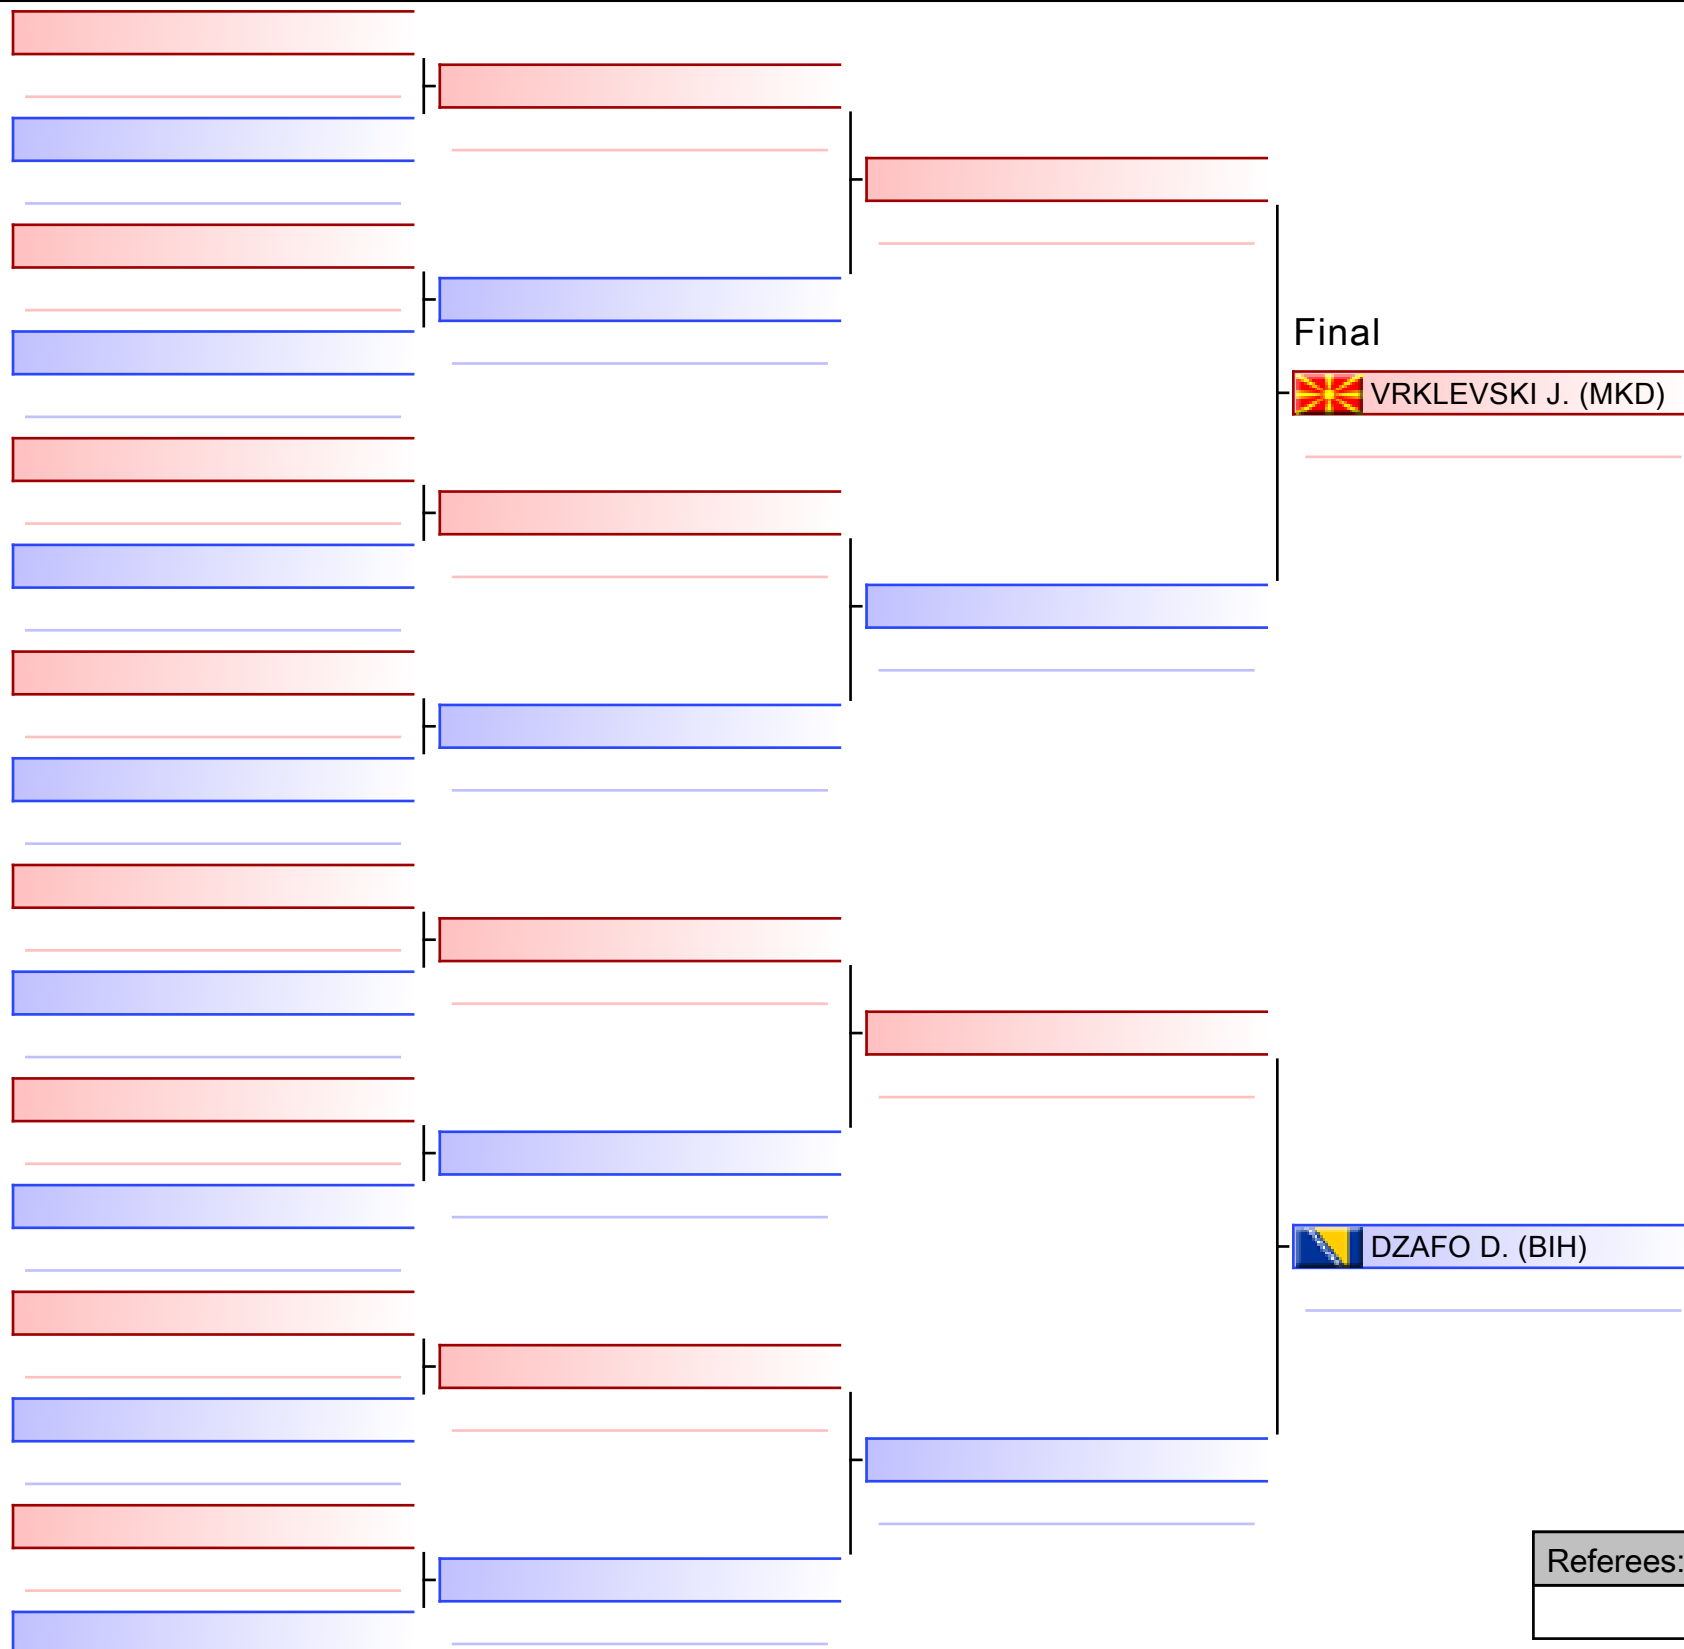 Final
VRKLEVSKI J. (MKD)
DZAFO D. (BIH)
Referees: